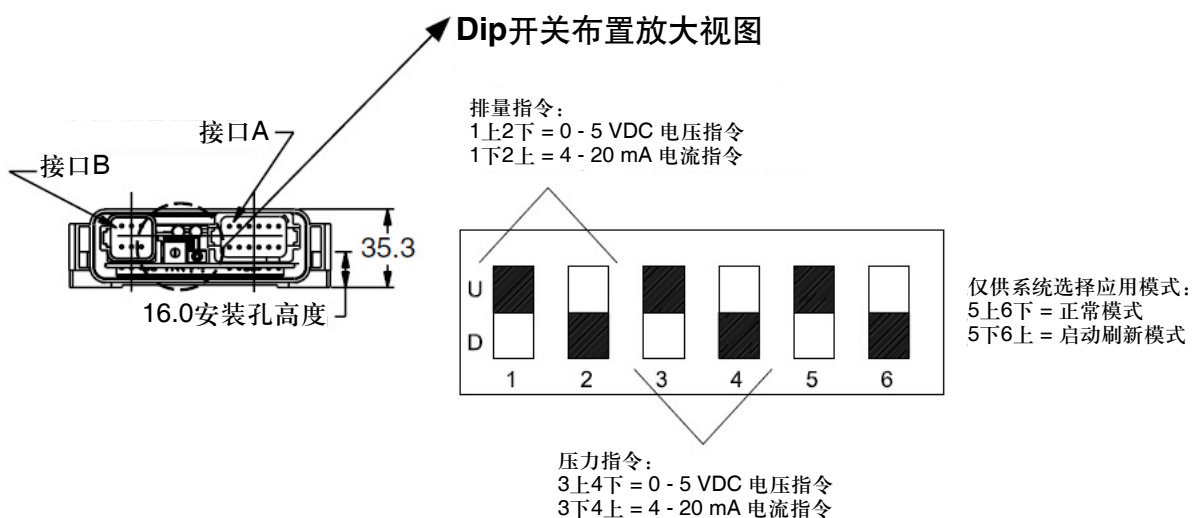 Dip开关布置放大视图
排量指令：
1上2下 = 0 - 5 VDC 电压指令
1下2上 = 4 - 20 mA 电流指令
接口A
接口B
35.3
16.0安装孔高度
U
D
1 2 3 4 5 6
仅供系统选择应用模式：
5上6下 = 正常模式
5下6上 = 启动刷新模式
压力指令：
3上4下 = 0 - 5 VDC 电压指令
3下4上 = 4 - 20 mA 电流指令